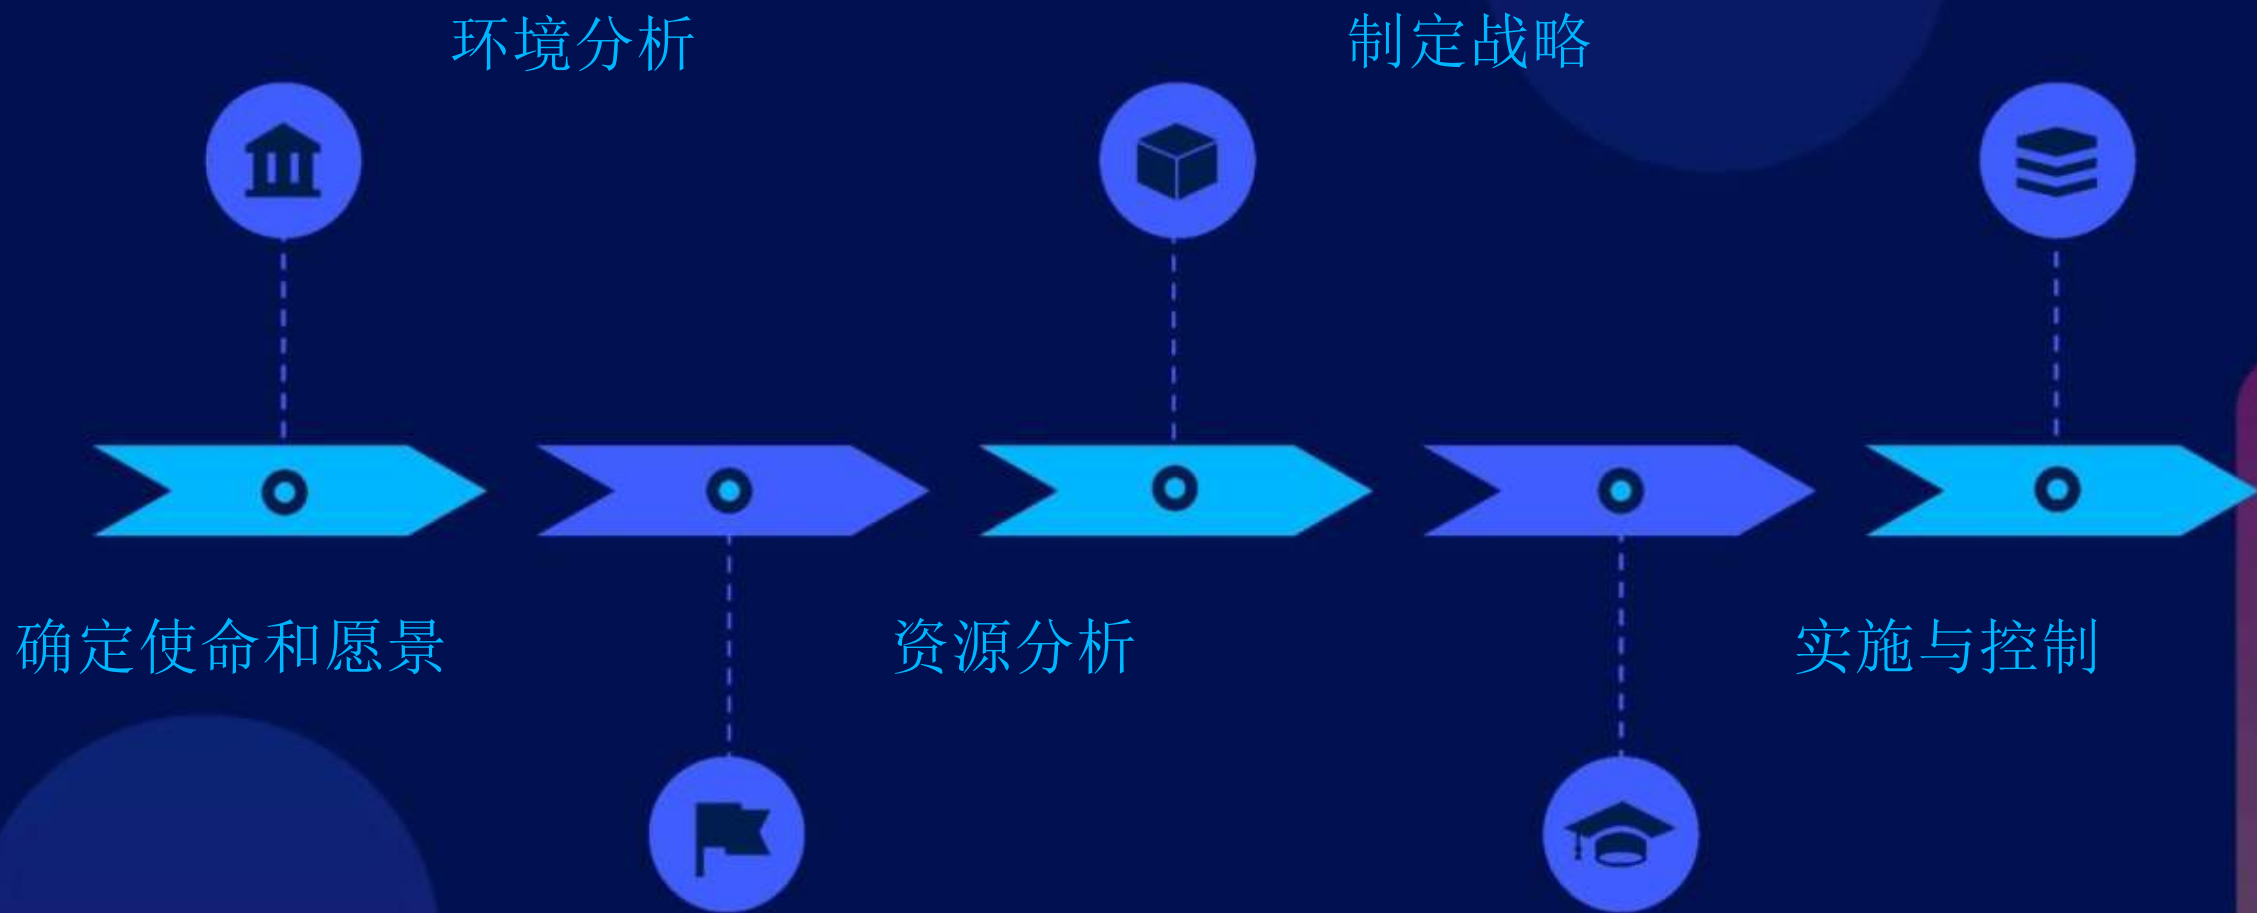 环境分析
制定战略
确定使命和愿景
资源分析
实施与控制